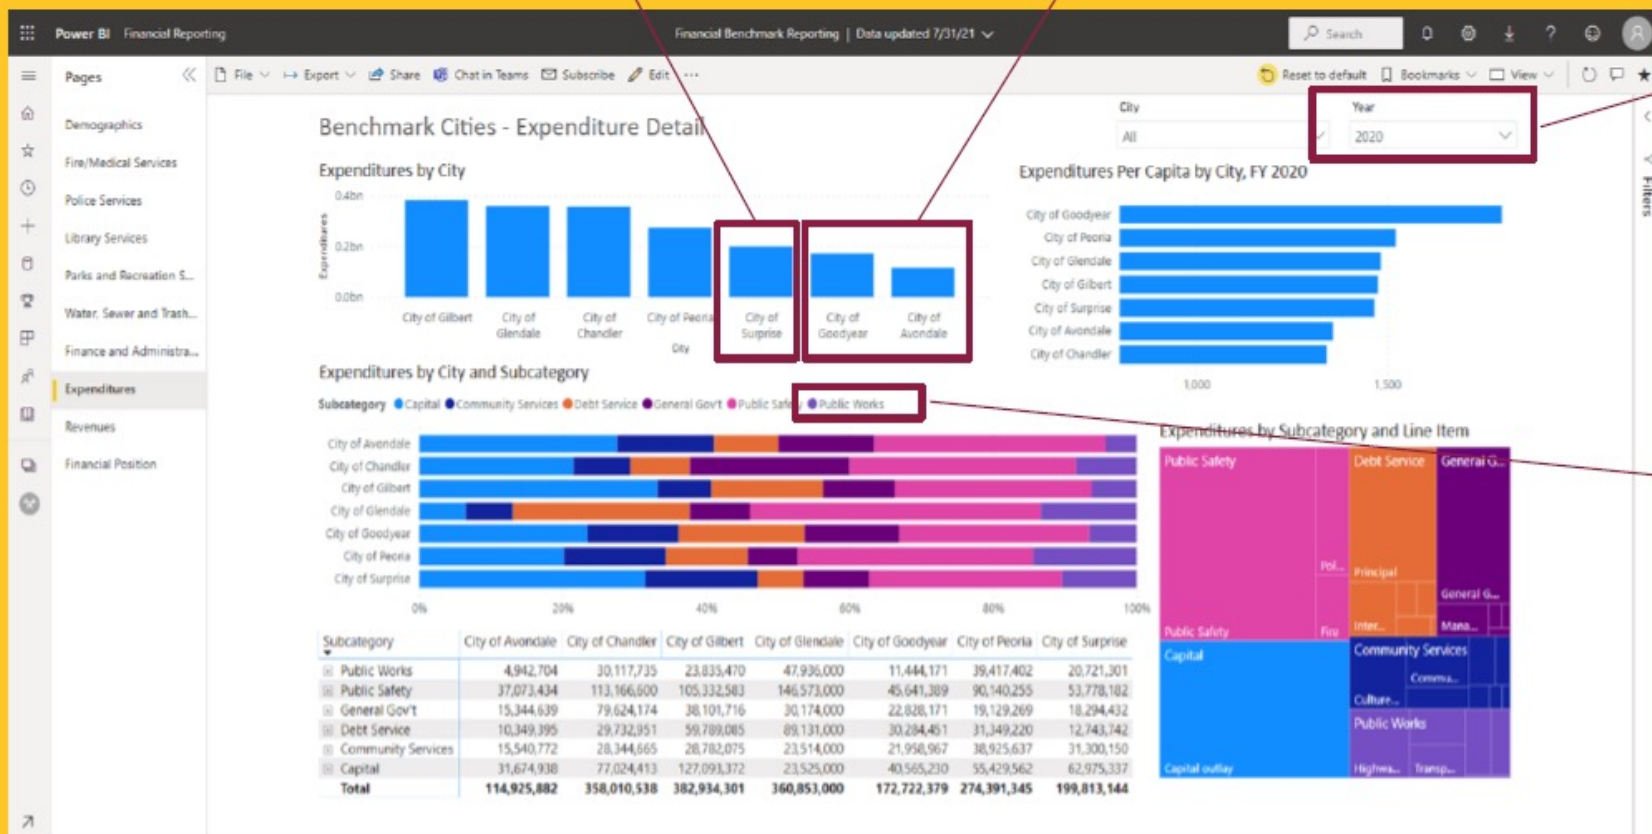 Power BI Financial Reporting
Financial Benchmark Reporting | Data updated 7/31/21
Search
Pages
File Export Share Chat in Teams Subscribe Edit ...
Reset to default Bookmarks View
Demographics
Fire/Medical Services
Police Services
Library Services
Parks and Recreation S...
Water, Sewer and Trash...
Finance and Administra...
Expenditures
Revenues
Financial Position
Benchmark Cities - Expenditure Detail
City
All
Year
2020
Filters
Expenditures by City
Expenditures
0.4bn
0.2bn
0.0bn
City of Gilbert
City of Glendale
City of Chandler
City of Peoria
City of Surprise
City of Goodyear
City of Avondale
City
Expenditures Per Capita by City, FY 2020
City of Goodyear
City of Peoria
City of Glendale
City of Gilbert
City of Surprise
City of Avondale
City of Chandler
1,000 1,500
Expenditures by City and Subcategory
Subcategory Capital Community Services Debt Service General Gov't Public Safety Public Works
City of Avondale
City of Chandler
City of Gilbert
City of Glendale
City of Goodyear
City of Peoria
City of Surprise
0% 20% 40% 60% 80% 100%
Expenditures by Subcategory and Line Item
Public Safety
Pol...
Public Safety
Fire
Debt Service
Principal
Inter...
General G...
General G...
Mana...
Capital
Capital outlay
Community Services
Commu...
Culture...
Public Works
Highwa...
Transp...
Subcategory City of Avondale City of Chandler City of Gilbert City of Glendale City of Goodyear City of Peoria City of Surprise
Public Works 4,942,704 30,117,735 23,835,470 47,936,000 11,444,171 39,417,402 20,721,301
Public Safety 37,073,434 113,166,600 105,332,583 146,573,000 45,641,389 90,140,255 53,778,182
General Gov't 15,344,639 79,624,174 38,101,716 30,174,000 22,828,171 19,129,269 18,294,432
Debt Service 10,349,395 29,732,951 59,789,085 89,131,000 30,284,451 31,349,220 12,743,742
Community Services 15,540,772 28,344,665 28,782,075 23,514,000 21,958,967 38,925,637 31,300,150
Capital 31,674,938 77,024,413 127,093,372 23,525,000 40,565,230 55,429,562 62,975,337
Total 114,925,882 358,010,538 382,934,301 360,853,000 172,722,379 274,391,345 199,813,144